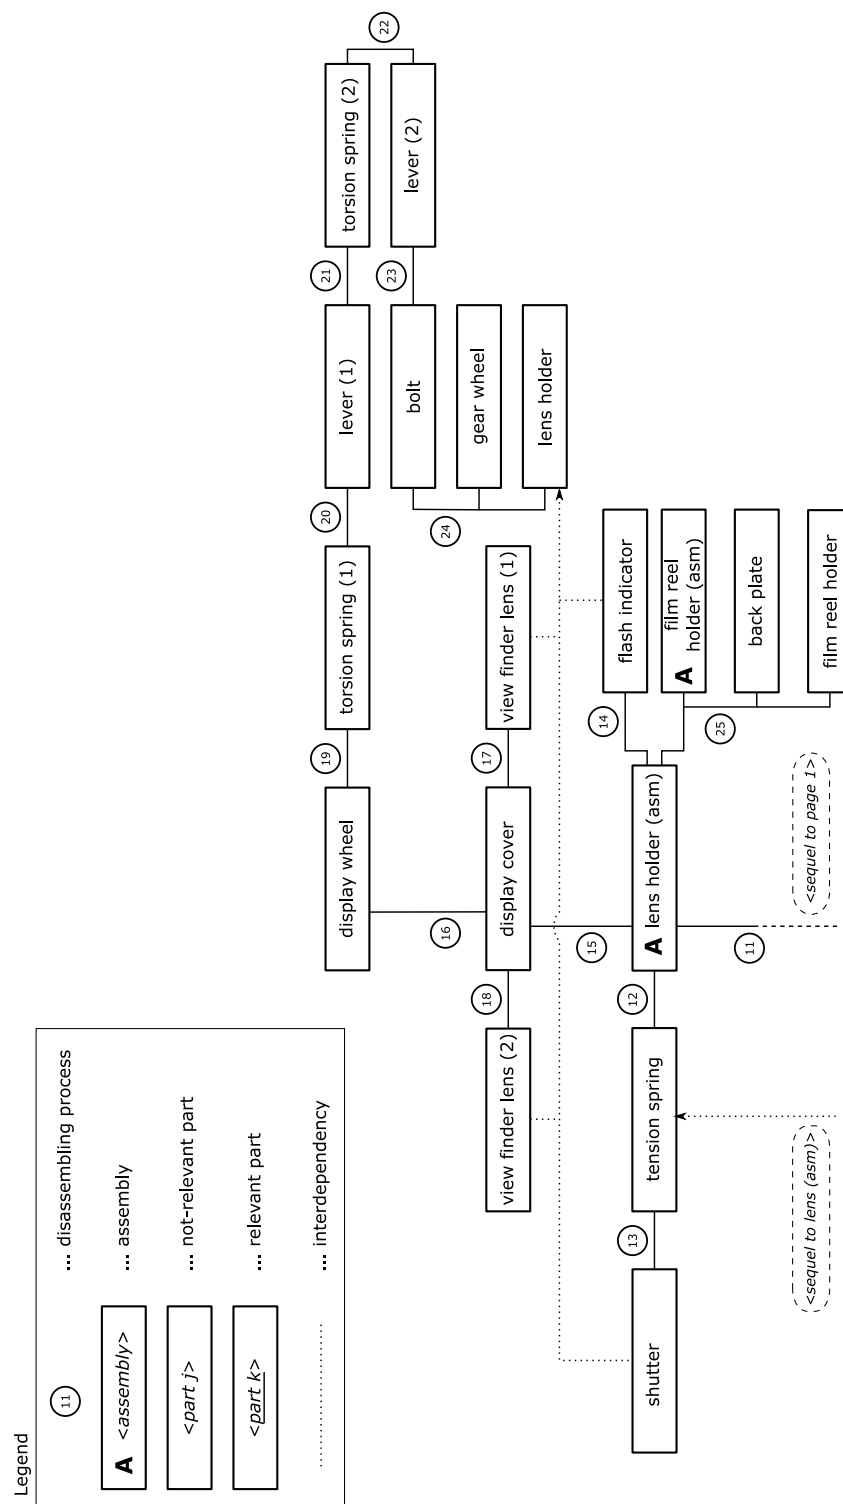 Legend
11 ... disassembling process
A <assembly> ... assembly
<part j> ... not-relevant part
<part k> ... relevant part
... interdependency
display wheel
19
torsion spring (1)
20
lever (1)
21
torsion spring (2)
22
lever (2)
23
bolt
24
gear wheel
lens holder
16
view finder lens (2)
18
display cover
17
view finder lens (1)
15
shutter
13
tension spring
12
A lens holder (asm)
14
flash indicator
A film reel
holder (asm)
25
back plate
film reel holder
11
<sequel to lens (asm)>
<sequel to page 1>